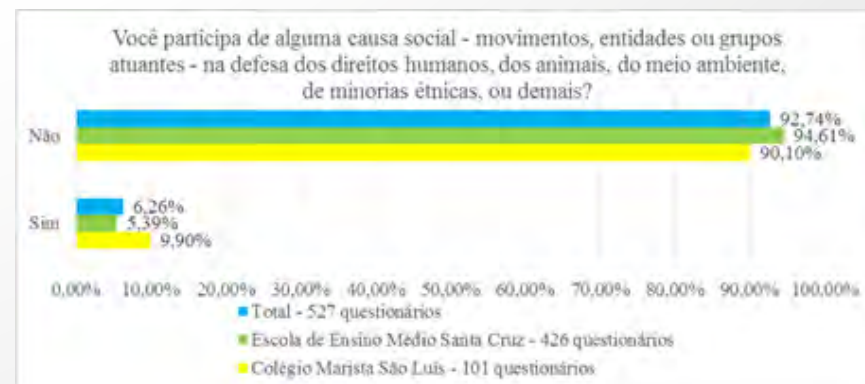 Você participa de alguma causa social - movimentos, entidades ou grupos
atuantes - na defesa dos direitos humanos, dos animais, do meio ambiente,
de minorias étnicas, ou demais?
Não
92,74%
94,61%
90,10%
Sim
6,26%
5,39%
9,90%
0,00% 10,00% 20,00% 30,00% 40,00% 50,00% 60,00% 70,00% 80,00% 90,00% 100,00%
Total - 527 questionários
Escola de Ensino Médio Santa Cruz - 426 questionários
Colégio Marista São Luís - 101 questionários